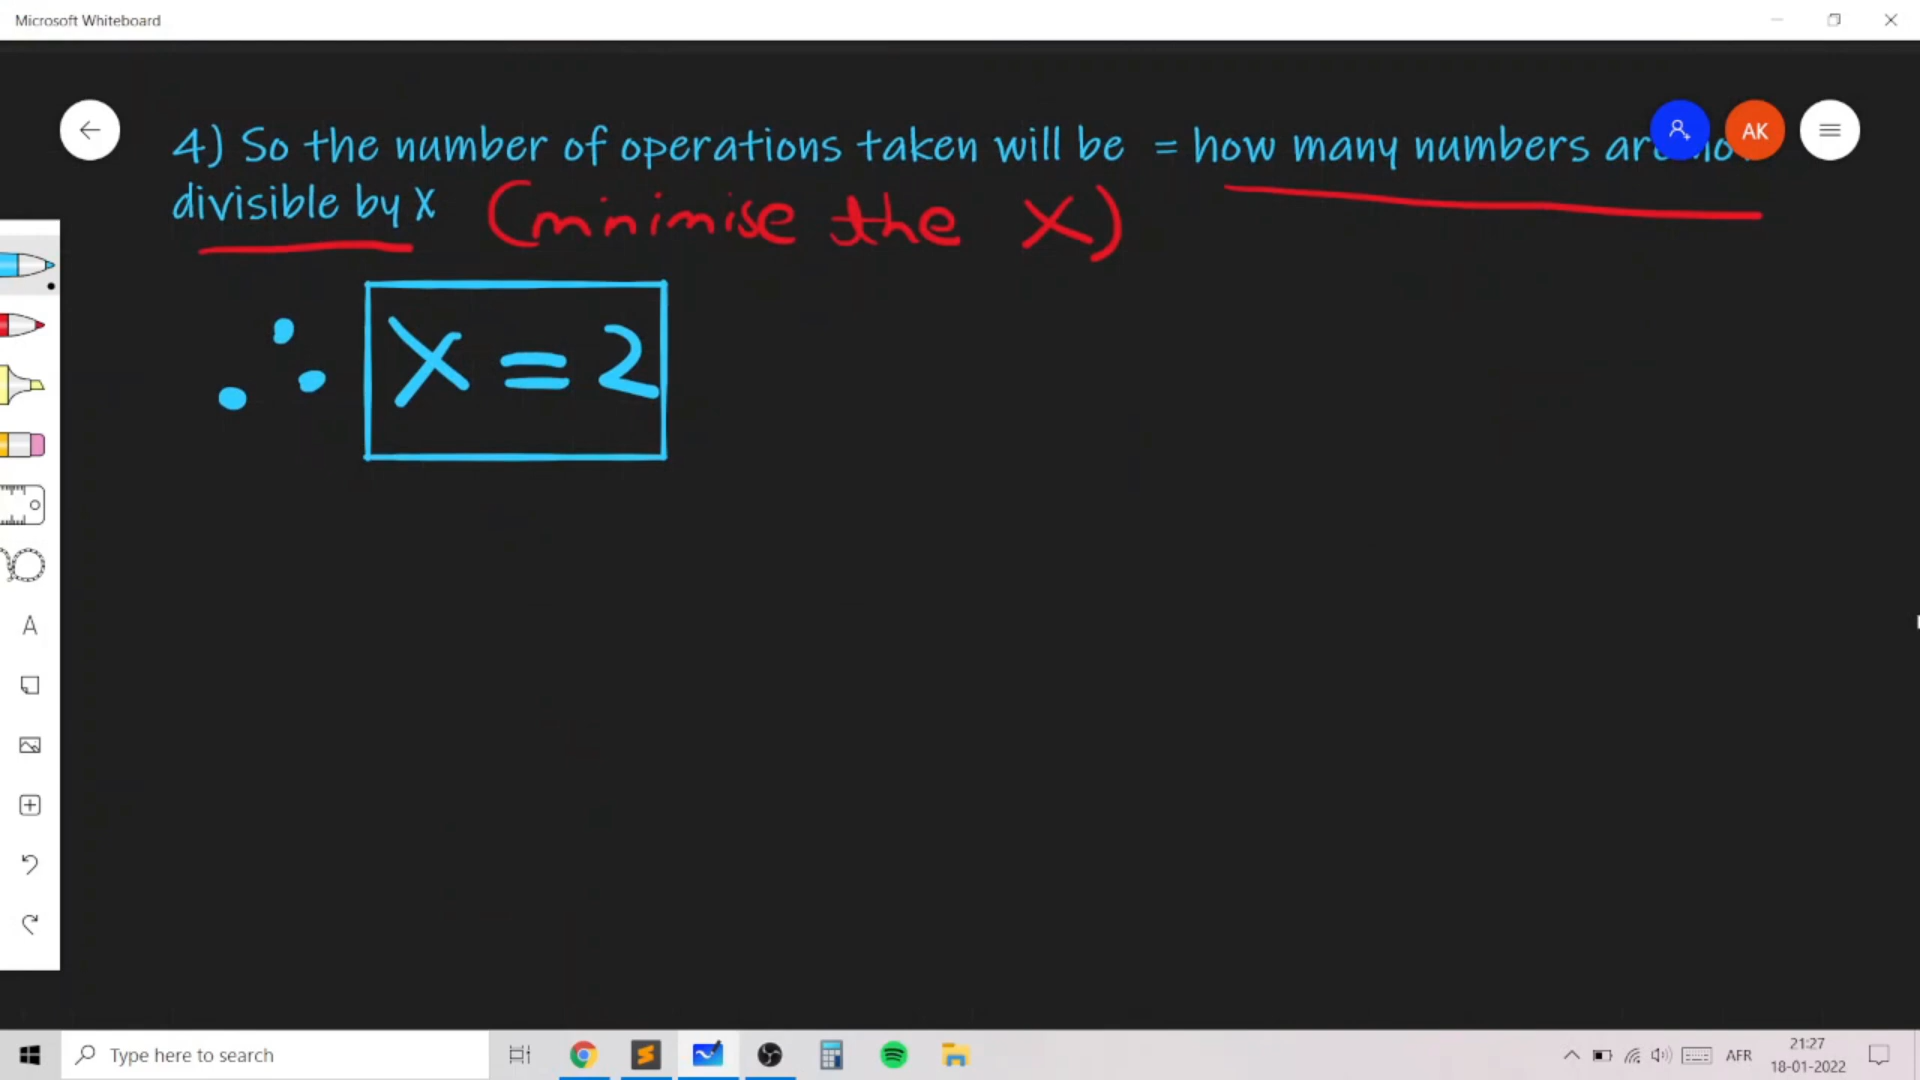 Microsoft Whiteboard
4) So the number of operations taken will be = how many numbers are
AK
divisible by X (minimise the X)
∴ X = 2
A
Type here to search
AFR
21:27
18-01-2022